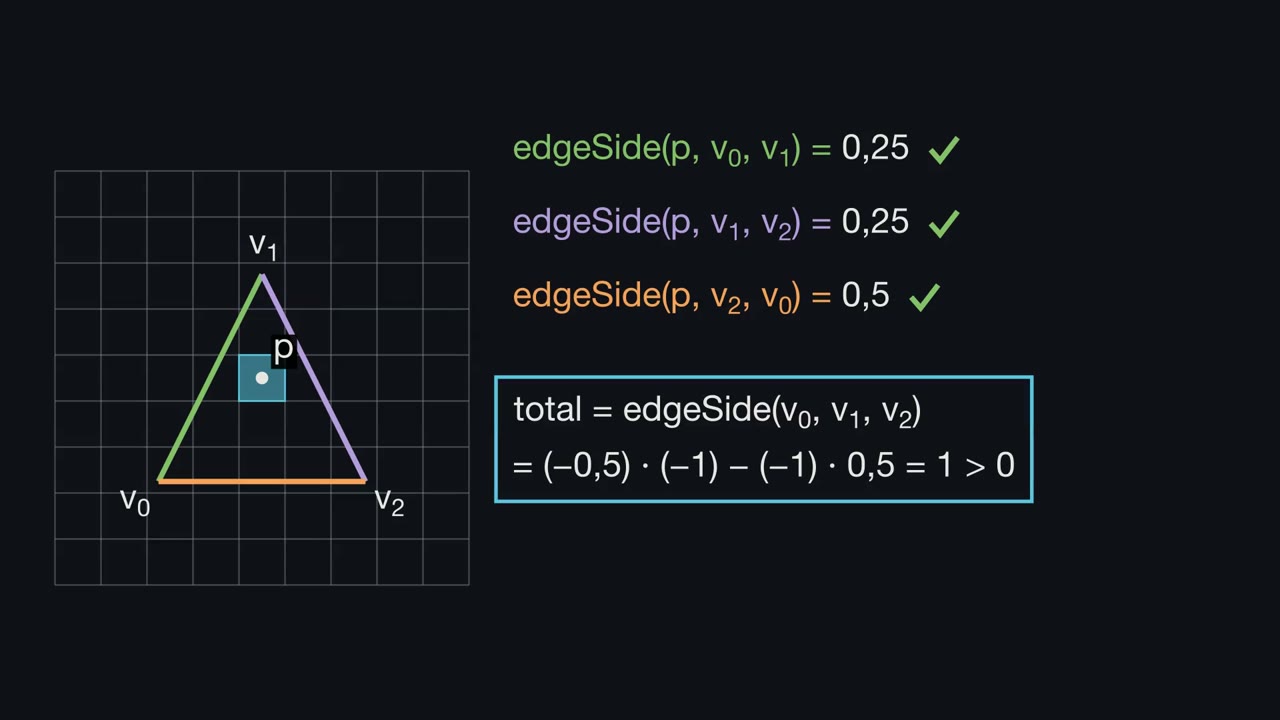 edgeSide(p, v₀, v₁) = 0,25 ✓
edgeSide(p, v₁, v₂) = 0,25 ✓
edgeSide(p, v₂, v₀) = 0,5 ✓
total = edgeSide(v₀, v₁, v₂)
= (−0,5) · (−1) − (−1) · 0,5 = 1 > 0
v₁
p
v₀
v₂